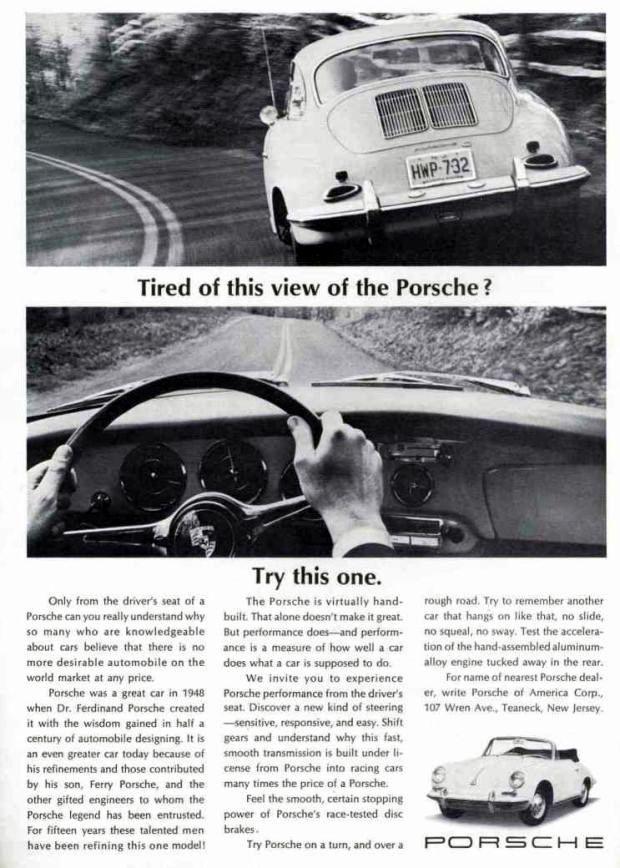 HWP-732
Tired of this view of the Porsche?
Try this one.
Only from the driver's seat of a
Porsche can you really understand why
so many who are knowledgeable
about cars believe that there is no
more desirable automobile on the
world market at any price.
Porsche was a great car in 1948
when Dr. Ferdinand Porsche created
it with the wisdom gained in half a
century of automobile designing. It is
an even greater car today because of
his refinements and those contributed
by his son, Ferry Porsche, and the
other gifted engineers to whom the
Porsche legend has been entrusted.
For fifteen years these talented men
have been refining this one model!
The Porsche is virtually hand-
built. That alone doesn't make it great.
But performance does—and perform-
ance is a measure of how well a car
does what a car is supposed to do.
We invite you to experience
Porsche performance from the driver's
seat. Discover a new kind of steering
—sensitive, responsive, and easy. Shift
gears and understand why this fast,
smooth transmission is built under li-
cense from Porsche into racing cars
many times the price of a Porsche.
Feel the smooth, certain stopping
power of Porsche's race-tested disc
brakes.
Try Porsche on a turn, and over a
rough road. Try to remember another
car that hangs on like that, no slide,
no squeal, no sway. Test the accelera-
tion of the hand-assembled aluminum-
alloy engine tucked away in the rear.
For name of nearest Porsche deal-
er, write Porsche of America Corp.,
107 Wren Ave., Teaneck, New Jersey.
PORSCHE